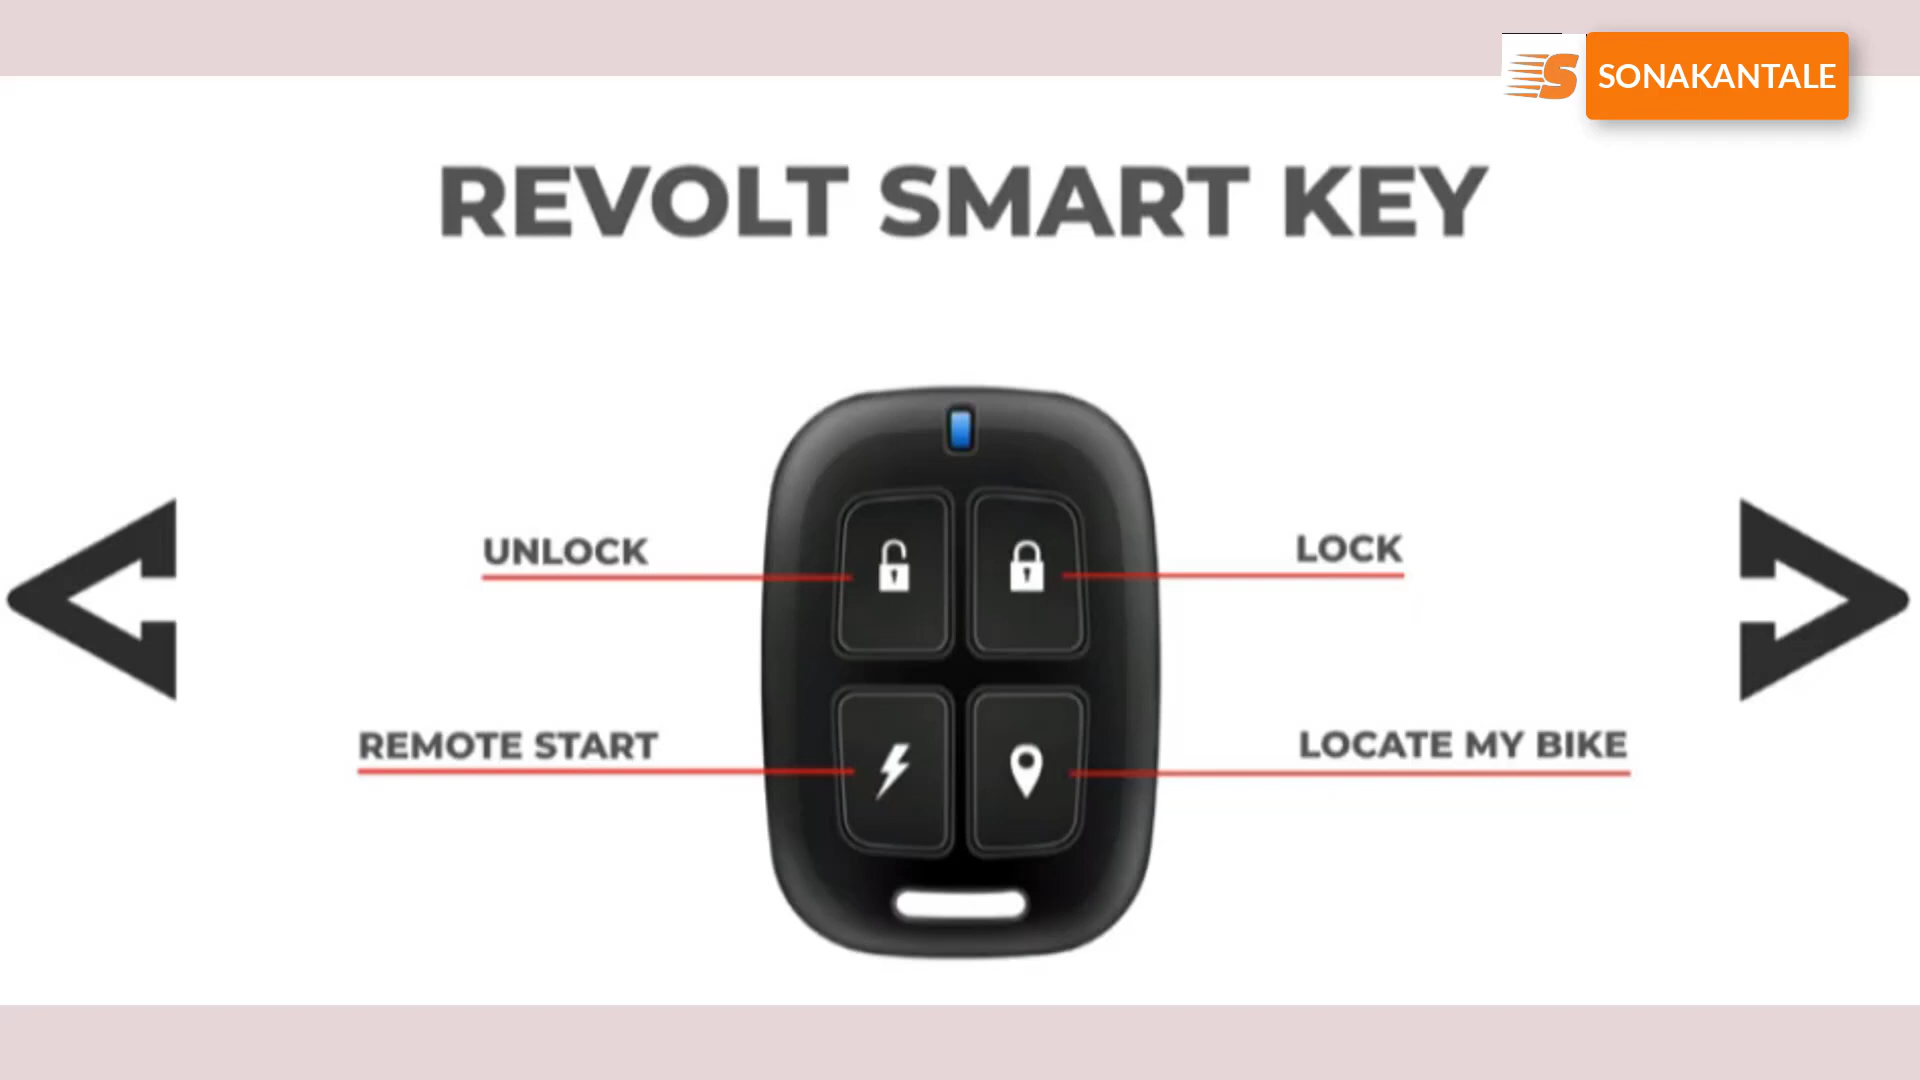 SONAKANTALE
REVOLT SMART KEY
UNLOCK
LOCK
REMOTE START
LOCATE MY BIKE